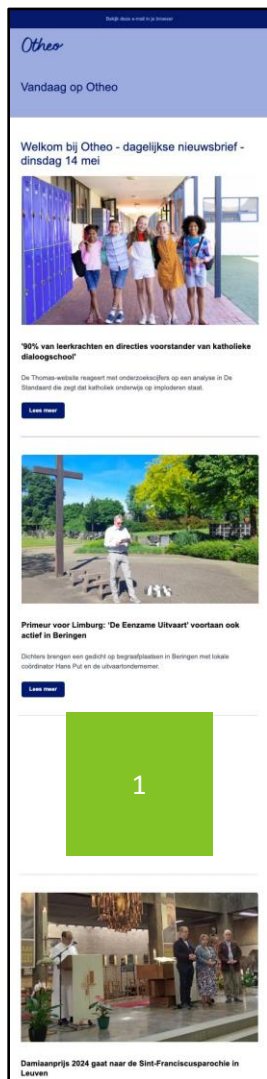 Bekijk deze e-mail in je browser
Otheo
Vandaag op Otheo
Welkom bij Otheo - dagelijkse nieuwsbrief -
dinsdag 14 mei
'90% van leerkrachten en directies voorstander van katholieke
dialoogschool'
De Thomas-website reageert met onderzoekscijfers op een analyse in De
Standaard die zegt dat katholiek onderwijs op imploderen staat.
Lees meer
Primeur voor Limburg: 'De Eenzame Uitvaart' voortaan ook
actief in Beringen
Dichters brengen een gedicht op begraafplaatsen in Beringen met lokale
coördinator Hans Put en de uitvaartondernemer.
Lees meer
1
Damiaanprijs 2024 gaat naar de Sint-Franciscusparochie in
Leuven